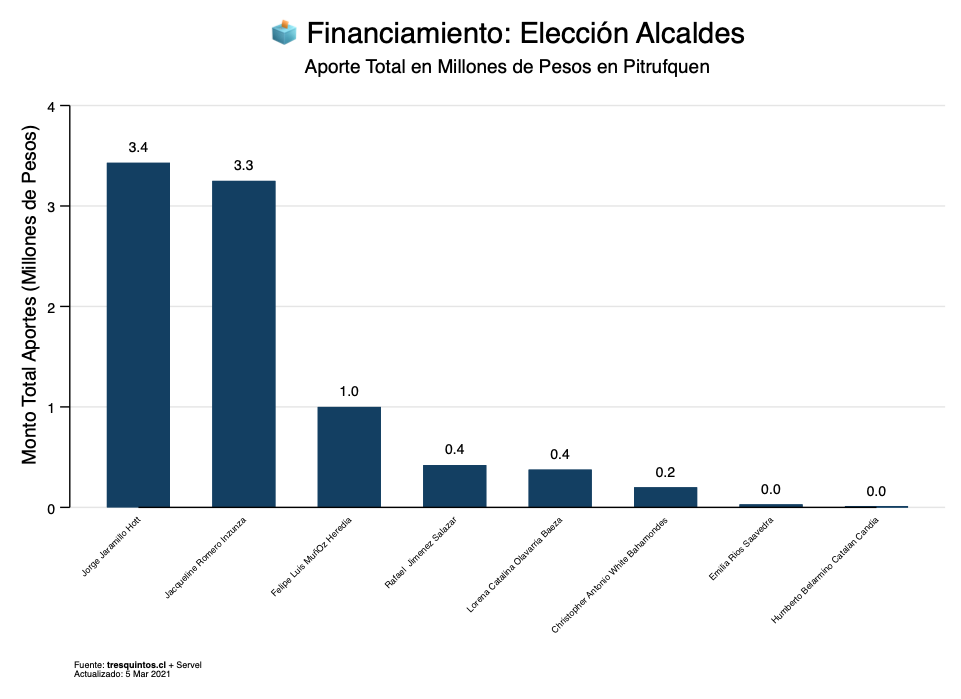 🗳️ Financiamiento: Elección Alcaldes
Aporte Total en Millones de Pesos en Pitrufquen
Monto Total Aportes (Millones de Pesos)
4
3
2
1
0
3.4
3.3
1.0
0.4
0.4
0.2
0.0
0.0
Jorge Jaramillo Hott
Jacqueline Romero Inzunza
Felipe Luis MuñOz Heredia
Rafael Jimenez Salazar
Lorena Catalina Olavarria Baeza
Christopher Antonio White Bahamondes
Emilia Rios Saavedra
Humberto Belarmino Catalan Candia
Fuente: tresquintos.cl + Servel
Actualizado: 5 Mar 2021